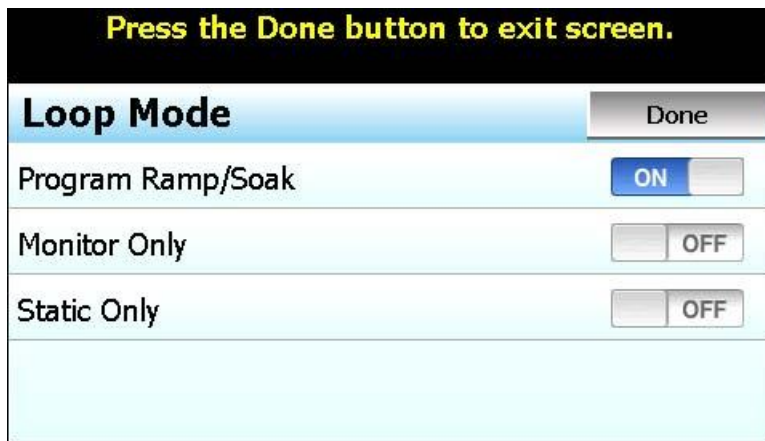 Press the Done button to exit screen.
Loop Mode Done
Program Ramp/Soak ON
Monitor Only OFF
Static Only OFF